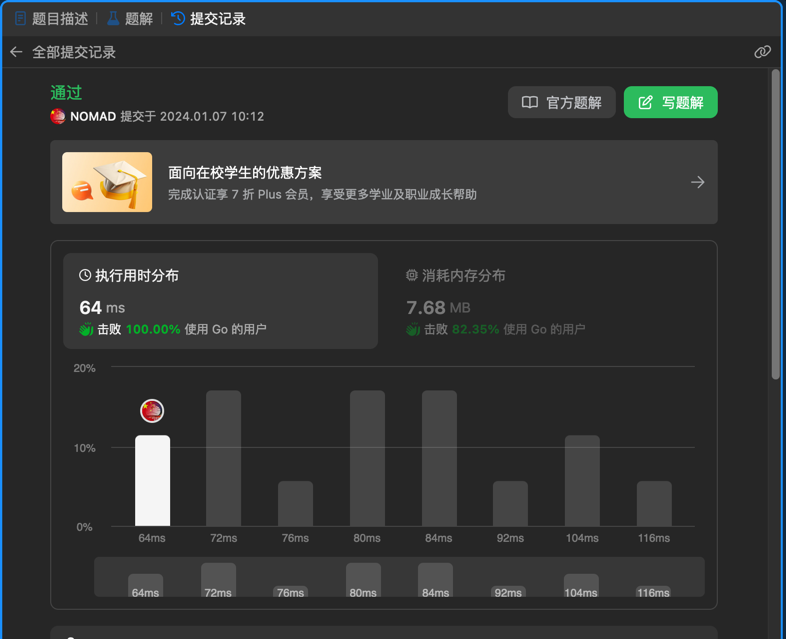 题目描述 题解 提交记录
全部提交记录
通过
NOMAD 提交于 2024.01.07 10:12
官方题解 写题解
面向在校学生的优惠方案
完成认证享 7 折 Plus 会员，享受更多学业及职业成长帮助
执行用时分布
64 ms
击败 100.00% 使用 Go 的用户
消耗内存分布
7.68 MB
击败 82.35% 使用 Go 的用户
20%
10%
0%
64ms 72ms 76ms 80ms 84ms 92ms 104ms 116ms
64ms 72ms 76ms 80ms 84ms 92ms 104ms 116ms